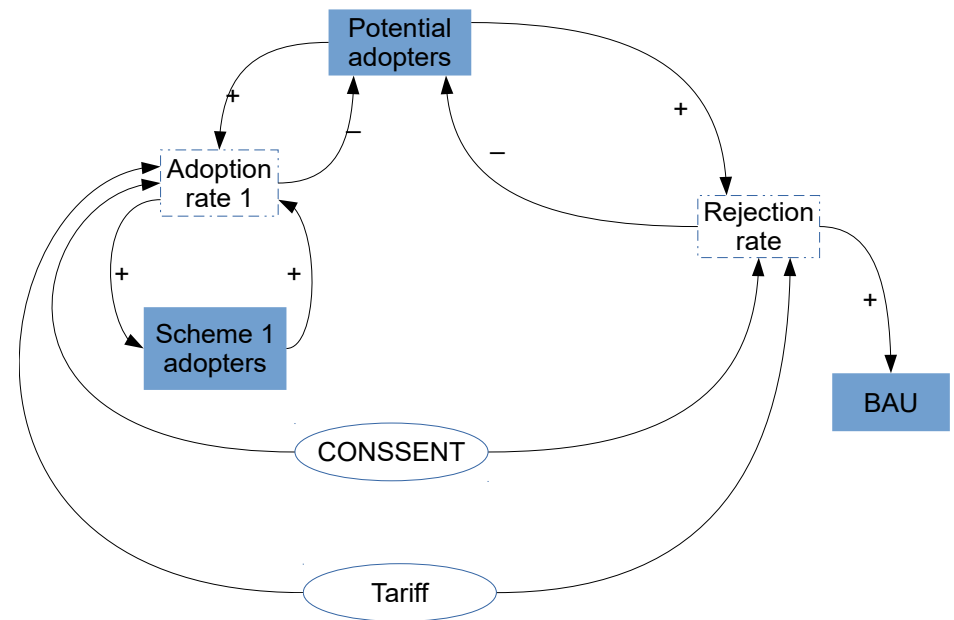 Potential
adopters
+
+
–
–
Adoption
rate 1
Rejection
rate
+
+
+
Scheme 1
adopters
BAU
CONSSENT
Tariff